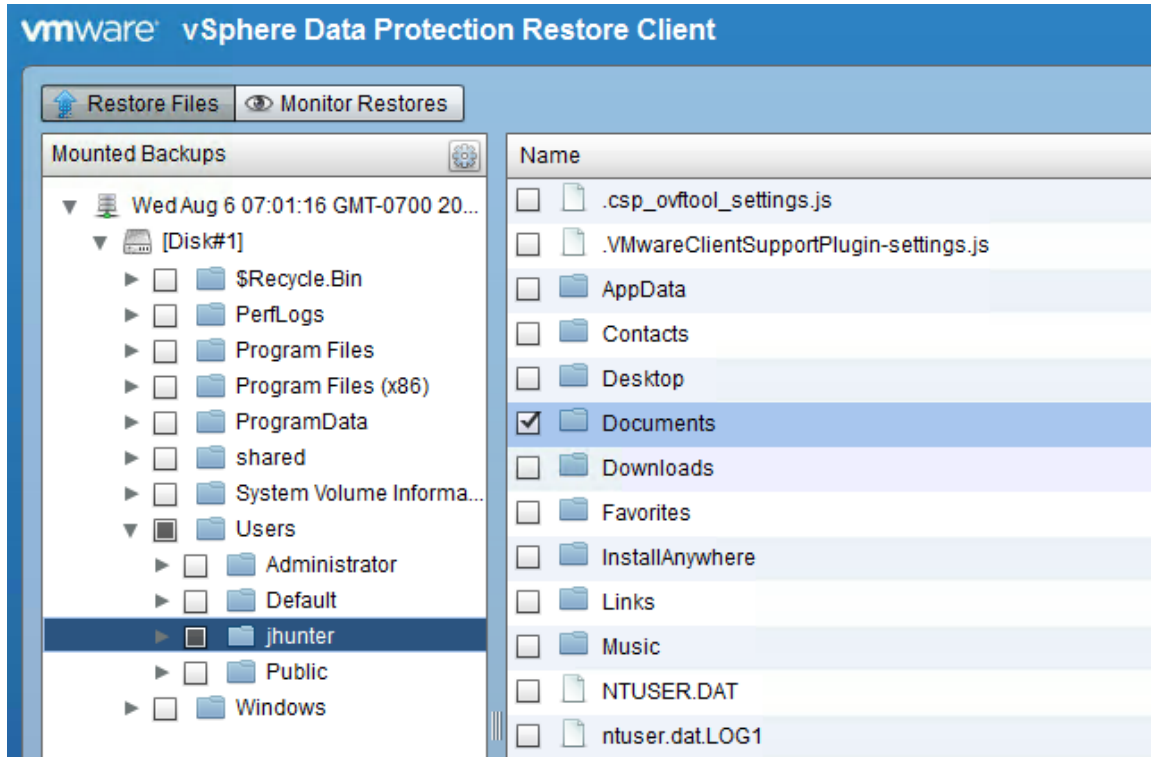 vmware vSphere Data Protection Restore Client
Restore Files
Monitor Restores
Mounted Backups
Wed Aug 6 07:01:16 GMT-0700 20...
[Disk#1]
$Recycle.Bin
PerfLogs
Program Files
Program Files (x86)
ProgramData
shared
System Volume Informa...
Users
Administrator
Default
jhunter
Public
Windows
Name
.csp_ovftool_settings.js
.VMwareClientSupportPlugin-settings.js
AppData
Contacts
Desktop
Documents
Downloads
Favorites
InstallAnywhere
Links
Music
NTUSER.DAT
ntuser.dat.LOG1